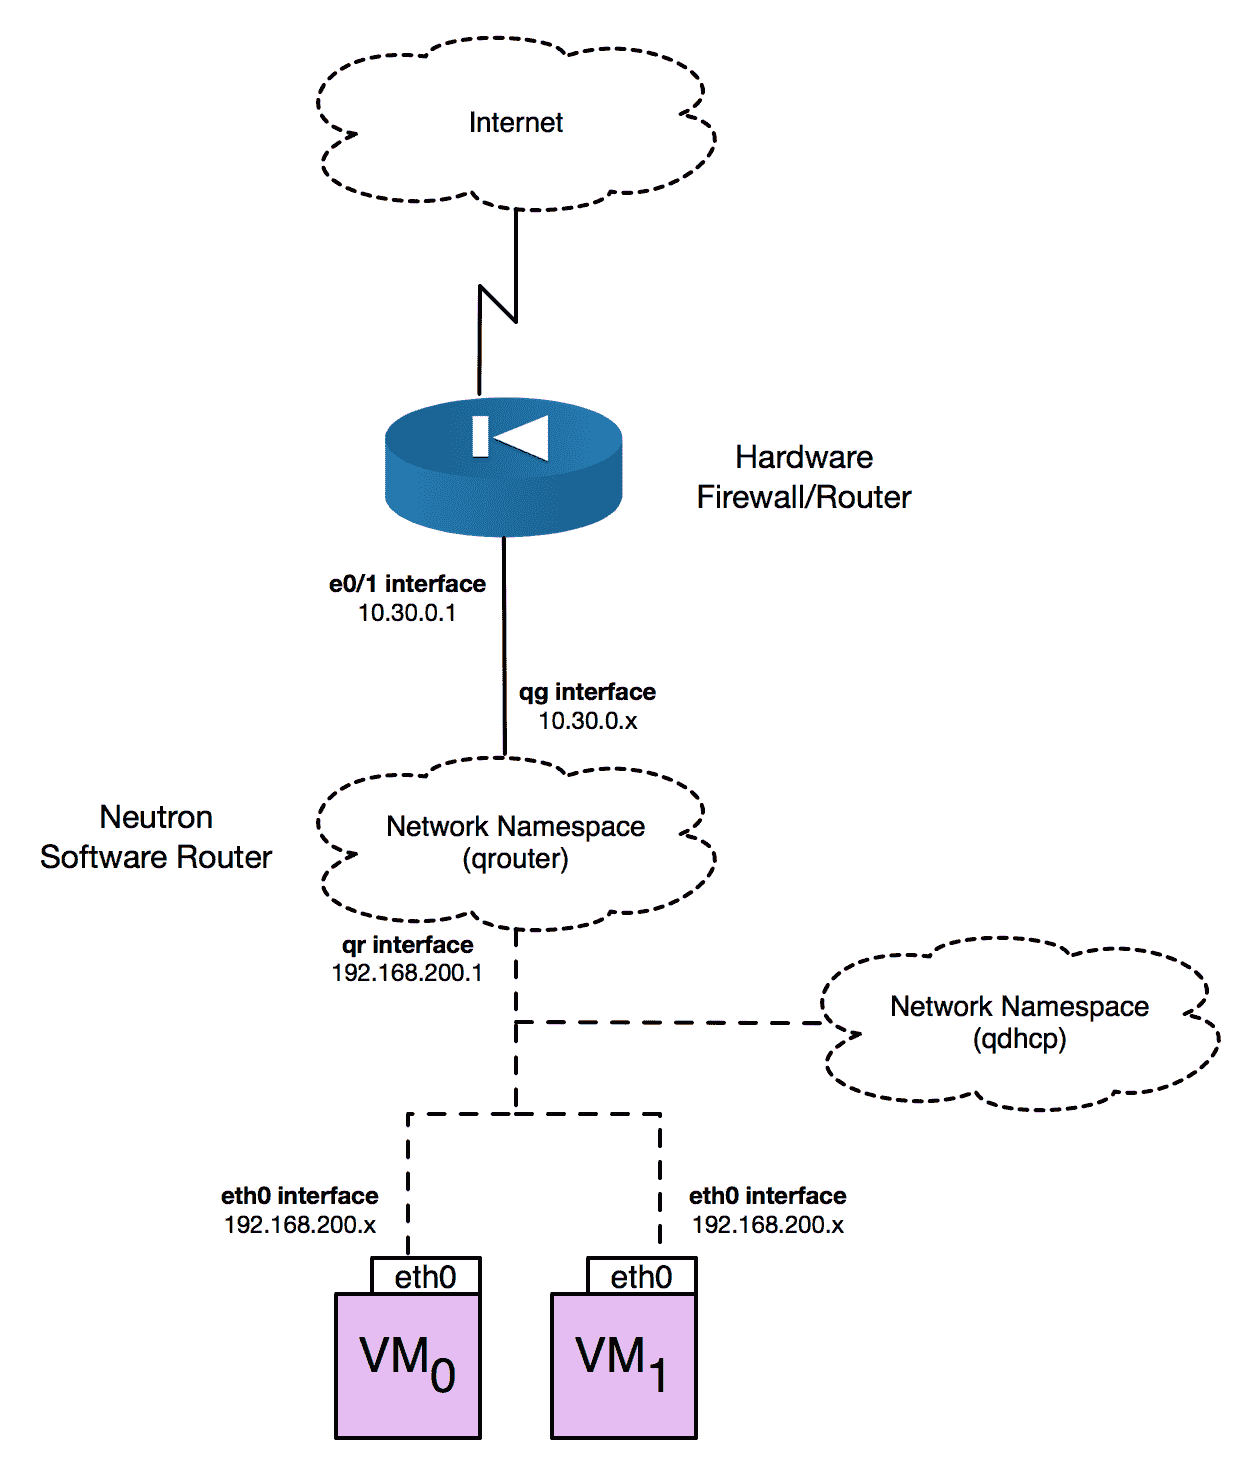 Internet
Hardware
Firewall/Router
e0/1 interface
10.30.0.1
qg interface
10.30.0.x
Neutron
Software Router
Network Namespace
(qrouter)
qr interface
192.168.200.1
Network Namespace
(qdhcp)
eth0 interface
192.168.200.x
eth0 interface
192.168.200.x
eth0
eth0
VM0
VM1